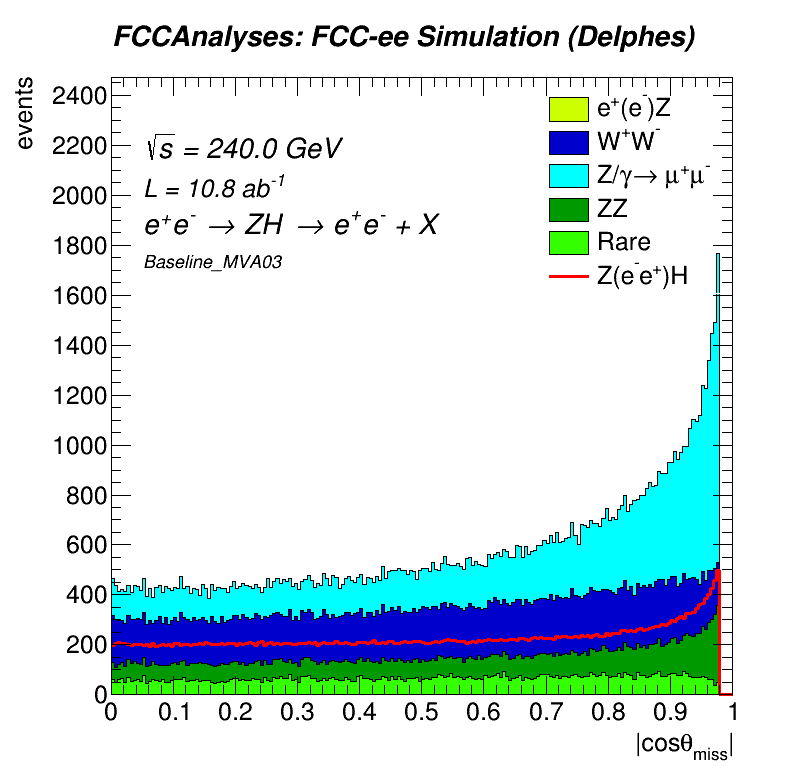 FCCAnalyses: FCC-ee Simulation (Delphes)
events
2400
2200
2000
1800
1600
1400
1200
1000
800
600
400
200
0
√s = 240.0 GeV
L = 10.8 ab⁻¹
e⁺e⁻ → ZH → e⁺e⁻ + X
Baseline_MVA03
e⁺(e⁻)Z
W⁺W⁻
Z/γ→ μ⁺μ⁻
ZZ
Rare
Z(e⁻e⁺)H
0 0.1 0.2 0.3 0.4 0.5 0.6 0.7 0.8 0.9 1
|cosθ_miss|